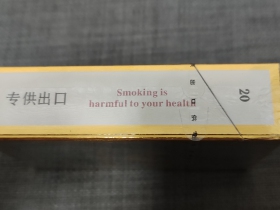 专供出口
Smoking is
harmful to your health
20